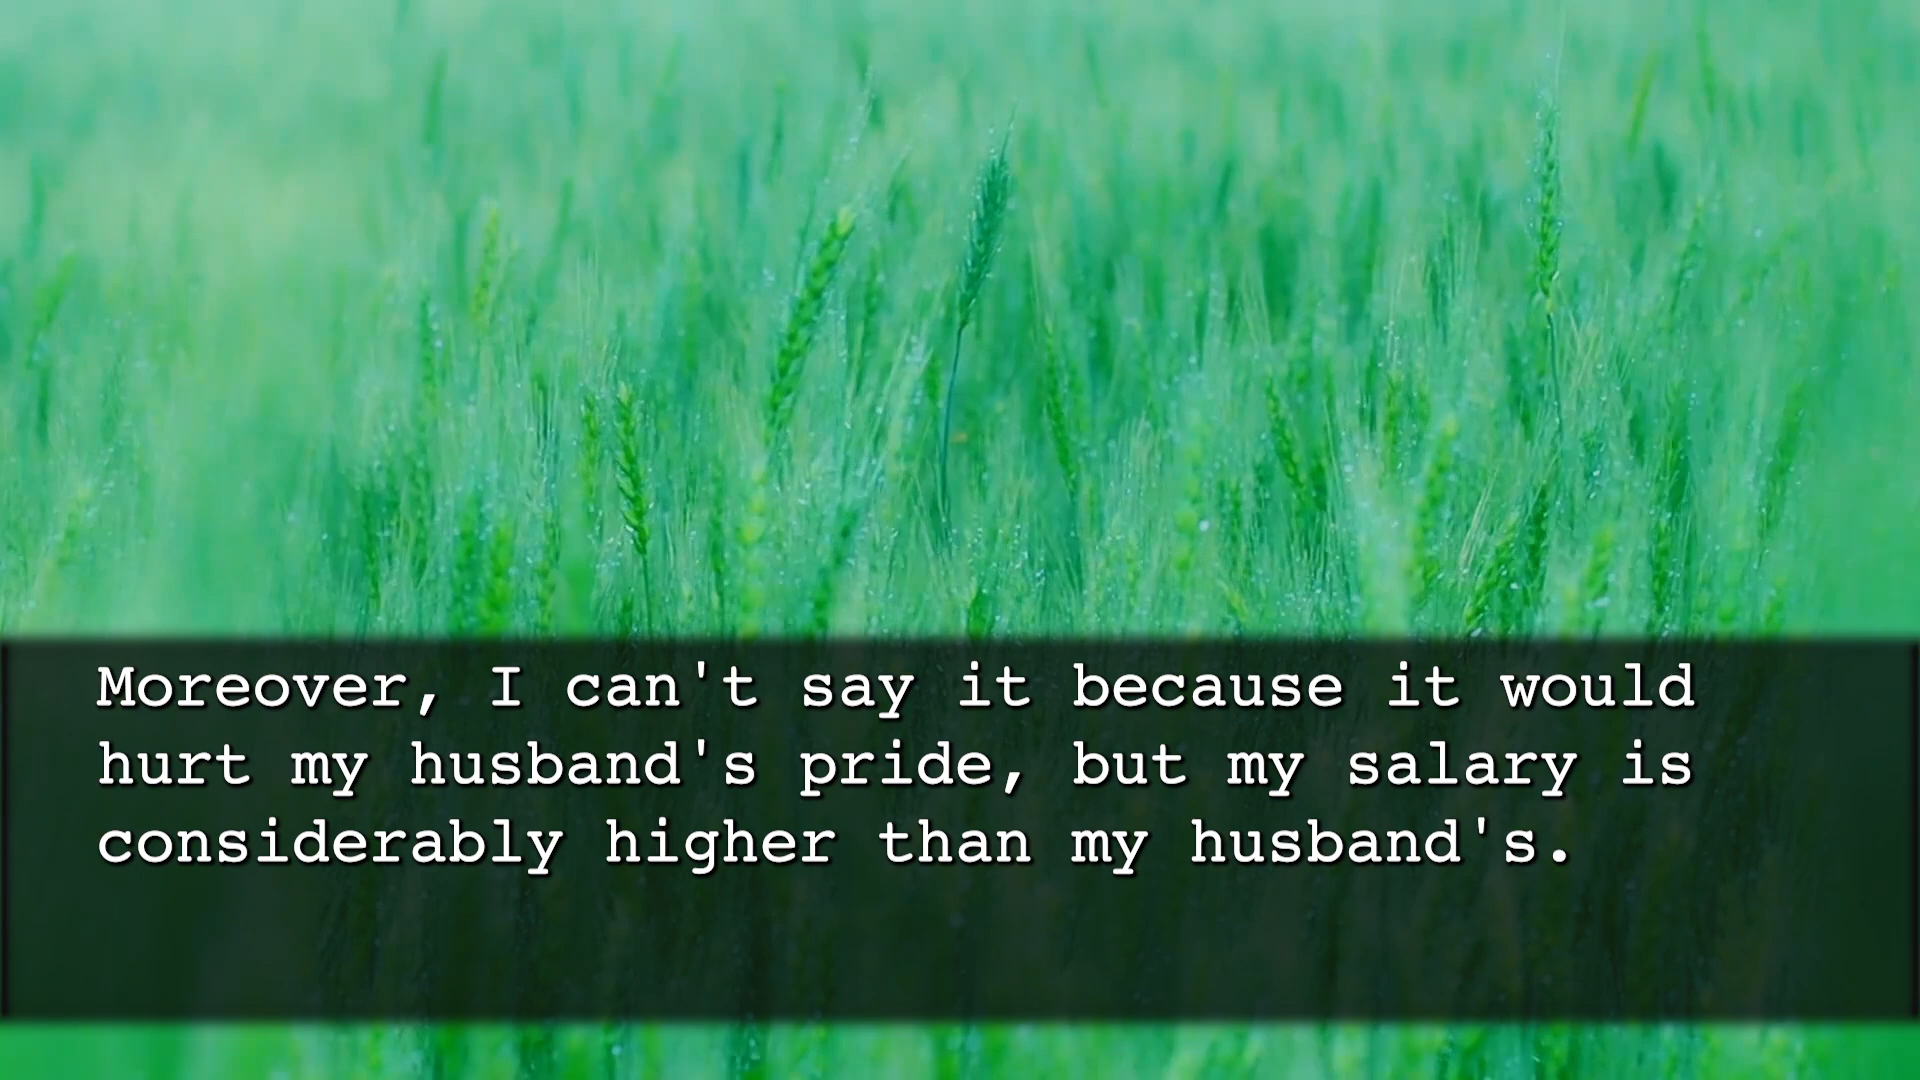 Moreover, I can't say it because it would
hurt my husband's pride, but my salary is
considerably higher than my husband's.